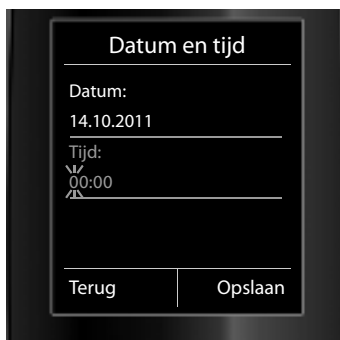 Datum en tijd
Datum:
14.10.2011
Tijd:
00:00
Terug Opslaan